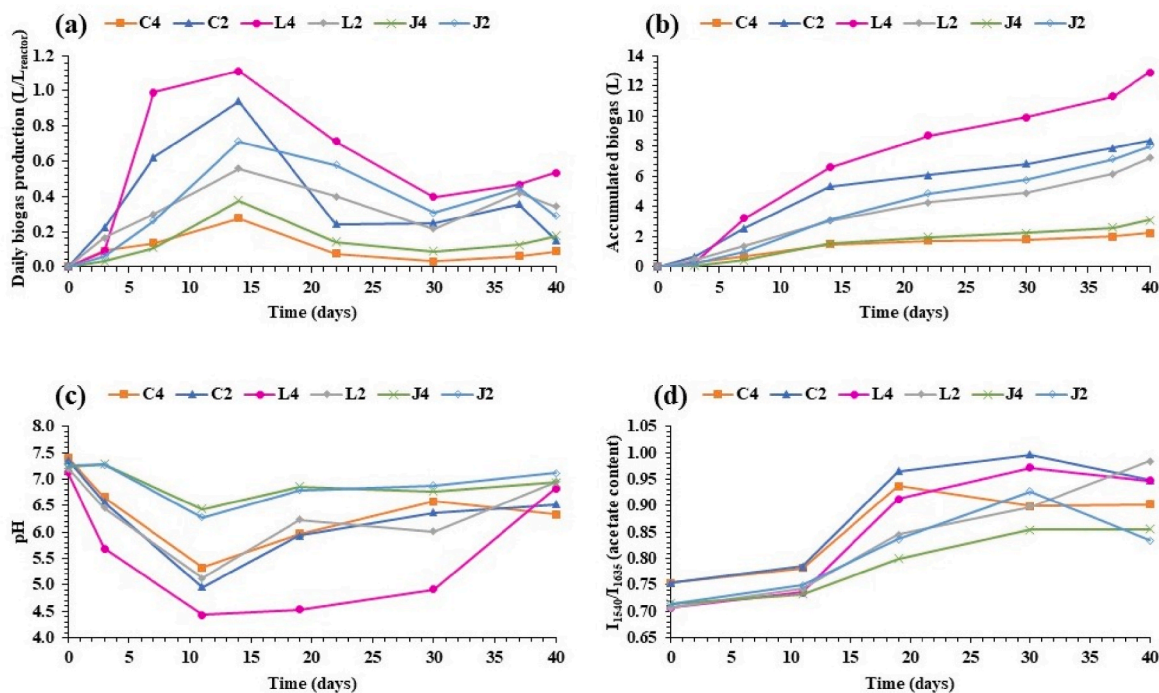 (a) C4 C2 L4 L2 J4 J2
Daily biogas production (L/Lreactor)
1.2
1.0
0.8
0.6
0.4
0.2
0.0
0 5 10 15 20 25 30 35 40
Time (days)
(b) C4 C2 L4 L2 J4 J2
Accumulated biogas (L)
14
12
10
8
6
4
2
0
0 5 10 15 20 25 30 35 40
Time (days)
(c) C4 C2 L4 L2 J4 J2
pH
8.0
7.5
7.0
6.5
6.0
5.5
5.0
4.5
4.0
0 5 10 15 20 25 30 35 40
Time (days)
(d) C4 C2 L4 L2 J4 J2
I1540/I1635 (acetate content)
1.05
1.00
0.95
0.90
0.85
0.80
0.75
0.70
0.65
0 5 10 15 20 25 30 35 40
Time (days)